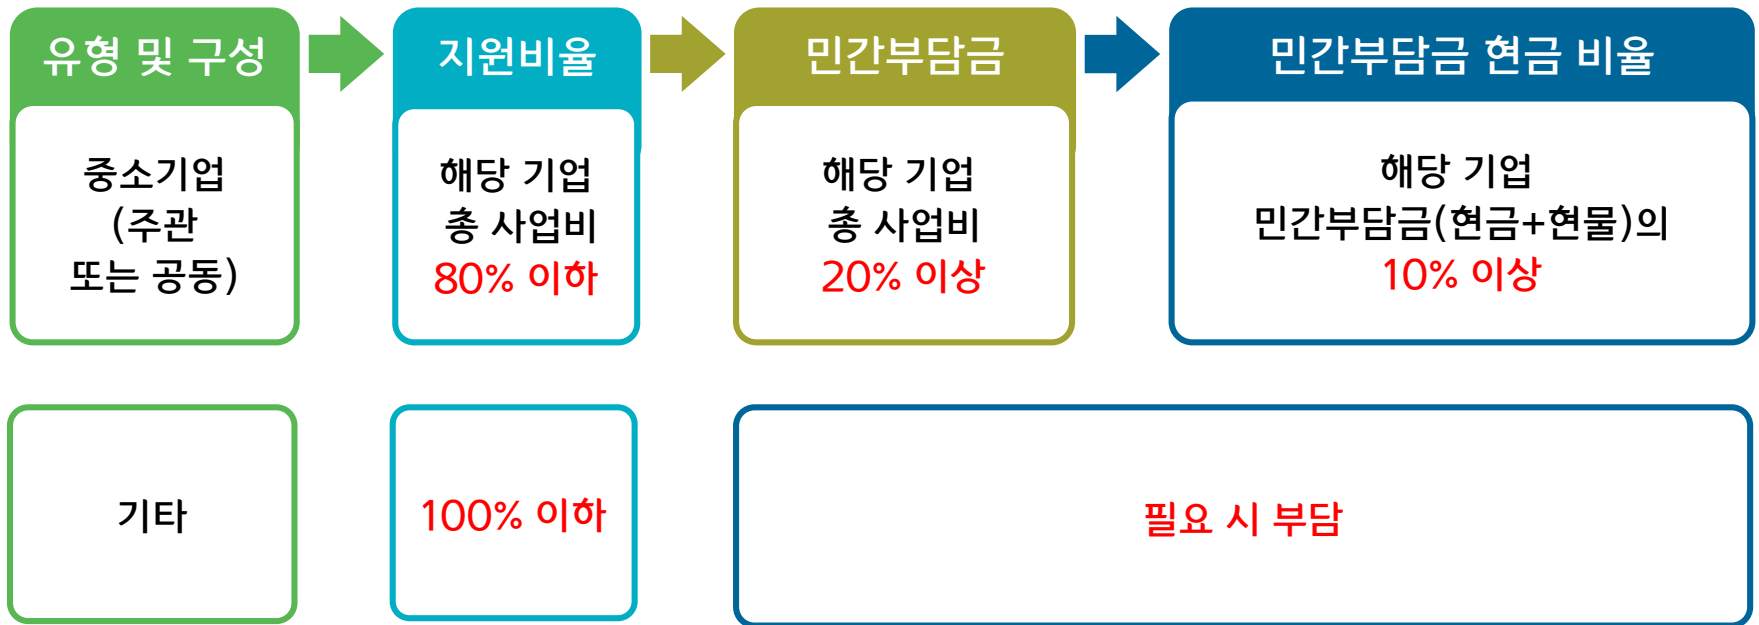 유형 및 구성
지원비율
민간부담금
민간부담금 현금 비율
중소기업
(주관
또는 공동)
해당 기업
총 사업비
80% 이하
해당 기업
총 사업비
20% 이상
해당 기업
민간부담금(현금+현물)의
10% 이상
기타
100% 이하
필요 시 부담